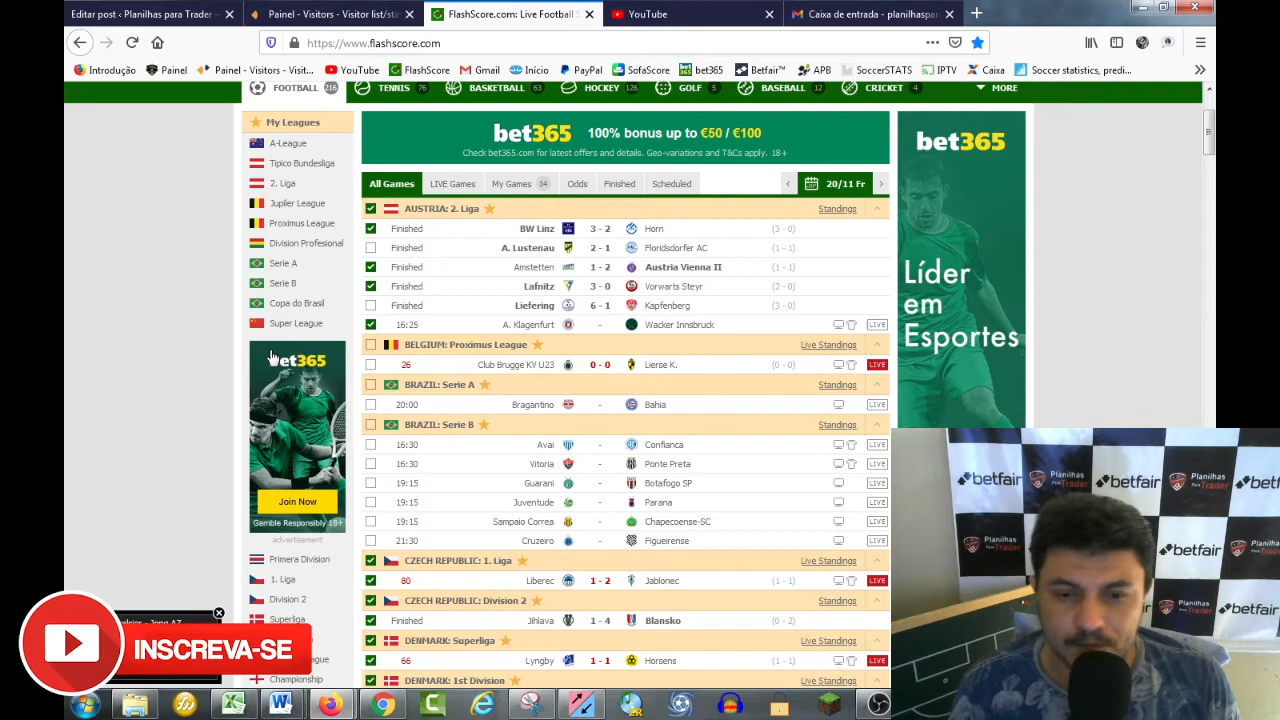 Editar post ‹ Planilhas para Trader –
Painel - Visitors - Visitor list/sta
FlashScore.com: Live Football S
YouTube
Caixa de entrada - planilhaspar
https://www.flashscore.com
Introdução
Painel
Painel - Visitors - Visit...
YouTube
FlashScore
Gmail
Início
PayPal
SofaScore
bet365
Betfair™
APB
SoccerSTATS
IPTV
Caixa
Soccer statistics, predi...
FOOTBALL 216
TENNIS 76
BASKETBALL 63
HOCKEY 126
GOLF 5
BASEBALL 12
CRICKET 4
MORE
My Leagues
A-League
Tipico Bundesliga
2. Liga
Jupiler League
Proximus League
Division Profesional
Serie A
Serie B
Copa do Brasil
Super League
bet365
Join Now
Gamble Responsibly 18+
advertisement
Primera Division
1. Liga
Division 2
Superliga
Championship
bet365 100% bonus up to €50 / €100
Check bet365.com for latest offers and details. Geo-variations and T&Cs apply. 18+
All Games LIVE Games My Games 14 Odds Finished Scheduled 20/11 Fr
AUSTRIA: 2. Liga Standings
Finished BW Linz 3 - 2 Horn (3 - 0)
Finished A. Lustenau 2 - 1 Floridsdorfer AC (1 - 1)
Finished Amstetten 1 - 2 Austria Vienna II (1 - 1)
Finished Lafnitz 3 - 0 Vorwarts Steyr (2 - 0)
Finished Liefering 6 - 1 Kapfenberg (3 - 0)
16:25 A. Klagenfurt - Wacker Innsbruck LIVE
BELGIUM: Proximus League Live Standings
26 Club Brugge KV U23 0 - 0 Lierse K. (0 - 0) LIVE
BRAZIL: Serie A Standings
20:00 Bragantino - Bahia LIVE
BRAZIL: Serie B Standings
16:30 Avai - Confianca LIVE
16:30 Vitoria - Ponte Preta
19:15 Guarani - Botafogo SP
19:15 Juventude - Parana
19:15 Sampaio Correa - Chapecoense-SC
21:30 Cruzeiro - Figueirense
CZECH REPUBLIC: 1. Liga
80 Liberec 1 - 2 Jablonec (1 - 1)
CZECH REPUBLIC: Division 2 Standings
Finished Jihlava 1 - 4 Blansko (0 - 2)
DENMARK: Superliga Live Standings
66 Lyngby 1 - 1 Horsens (1 - 1)
DENMARK: 1st Division Live Standings
bet365
Líder
em
Esportes
INSCREVA-SE
betfair
Planilhas
Para Trader
betfair
Planilhas
Para Trader
betfair
Planilhas
Para Trader
betfair